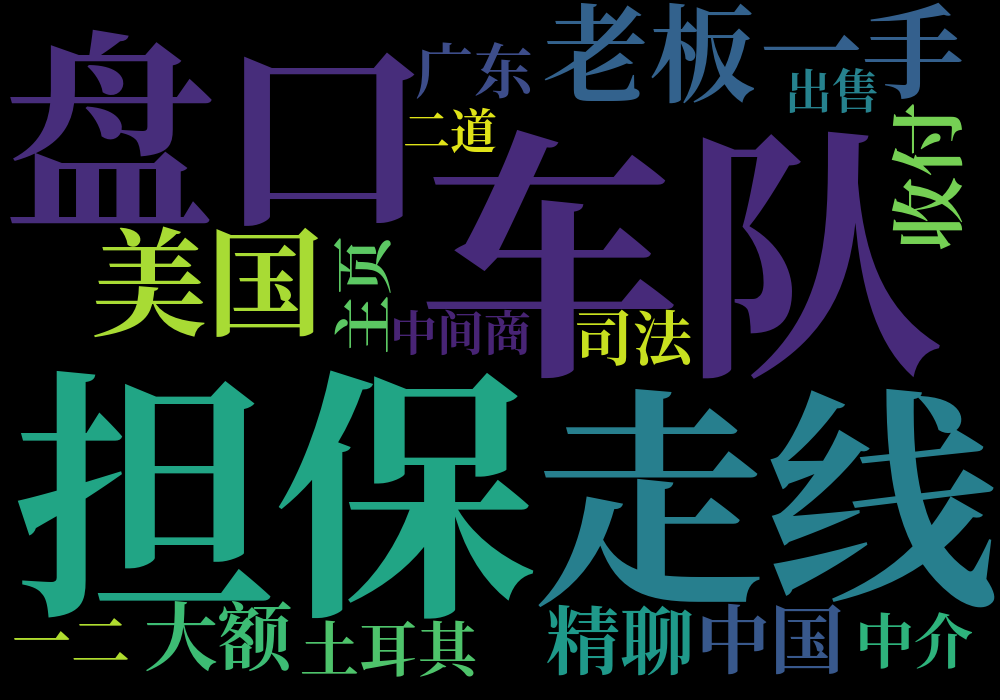 盘口
广东
老板
一手
出售
二道
车队
收付
美国
主页
中间商
司法
担保
走线
一二
大额
土耳其
精聊
中国
中介